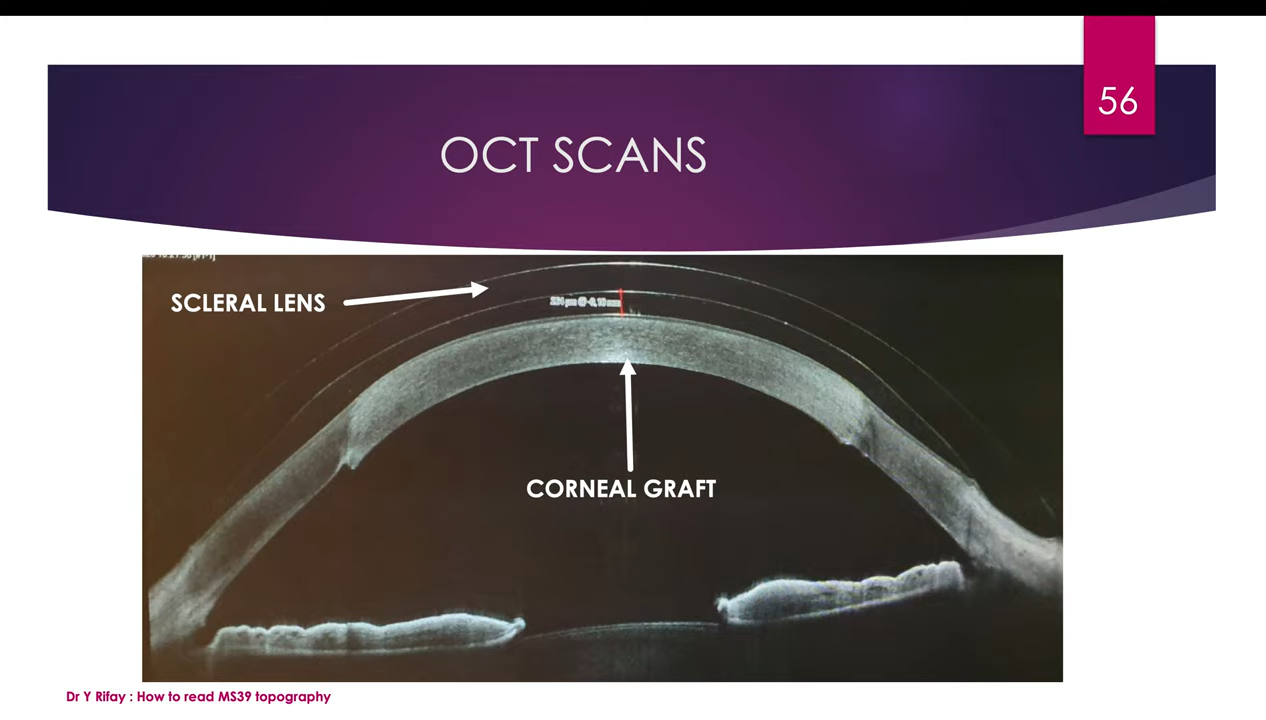 56
OCT SCANS
SCLERAL LENS
CORNEAL GRAFT
Dr Y Rifay : How to read MS39 topography